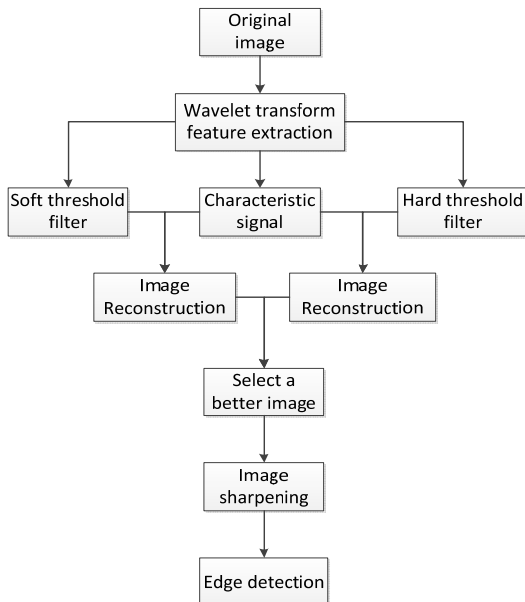 Original
image
Wavelet transform
feature extraction
Soft threshold
filter
Characteristic
signal
Hard threshold
filter
Image
Reconstruction
Image
Reconstruction
Select a
better image
Image
sharpening
Edge detection